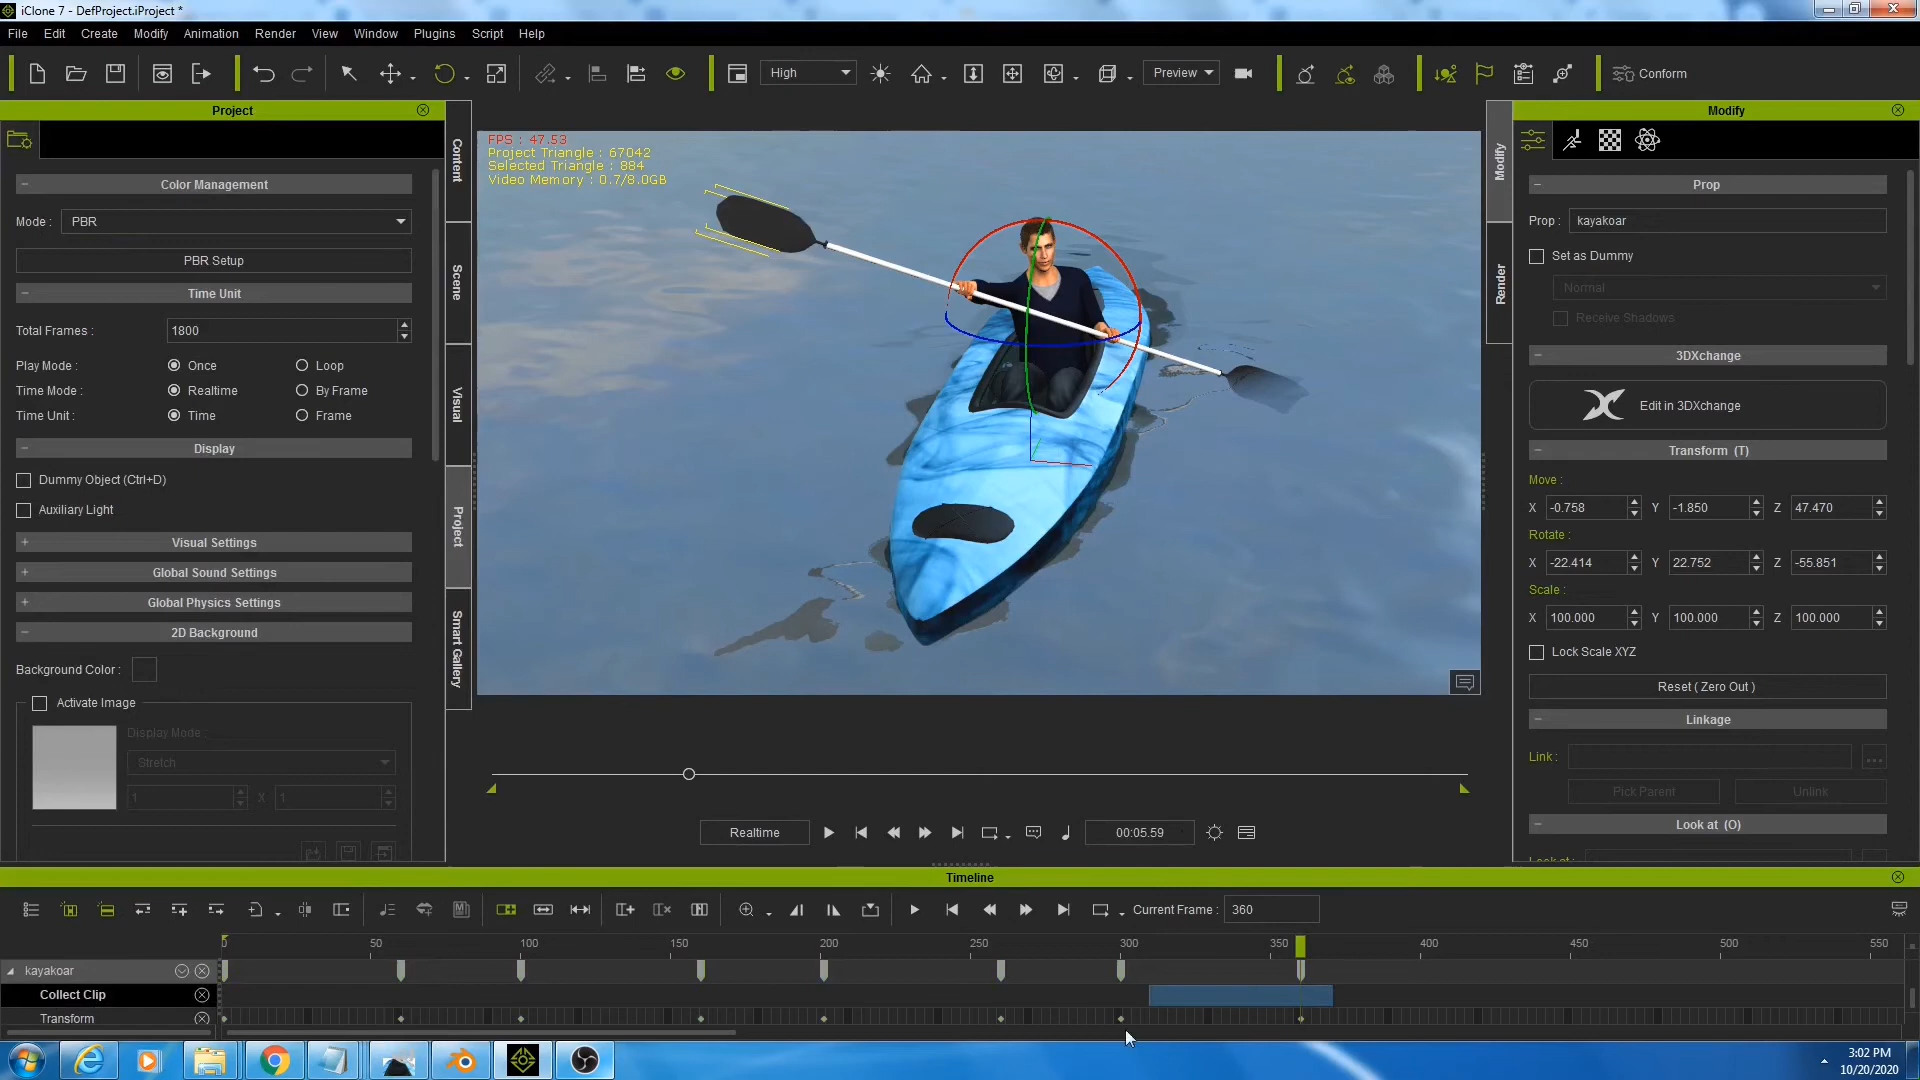 iClone 7 - DefProject.iProject *
File Edit Create Modify Animation Render View Window Plugins Script Help
High Preview Conform
Project
Color Management
Mode : PBR
PBR Setup
Time Unit
Total Frames : 1800
Play Mode : Once Loop
Time Mode : Realtime By Frame
Time Unit : Time Frame
Display
Dummy Object (Ctrl+D)
Auxiliary Light
Visual Settings
Global Sound Settings
Global Physics Settings
2D Background
Background Color :
Activate Image
Display Mode :
Stretch
1 X 1
Content
Scene
Visual
Project
Smart Gallery
FPS : 47.53
Project Triangle : 67042
Selected Triangle : 884
Video Memory : 0.7/8.0GB
Realtime 00:05.59
Modify
Render
Modify
Prop
Prop : kayakoar
Set as Dummy
Normal
Receive Shadows
3DXchange
Edit in 3DXchange
Transform (T)
Move :
X -0.758 Y -1.850 Z 47.470
Rotate :
X -22.414 Y 22.752 Z -55.851
Scale :
X 100.000 Y 100.000 Z 100.000
Lock Scale XYZ
Reset ( Zero Out )
Linkage
Link : ...
Pick Parent Unlink
Look at (O)
Look at :
Timeline
Current Frame : 360
0 50 100 150 200 250 300 350 400 450 500 550
kayakoar
Collect Clip
Transform
3:02 PM
10/20/2020